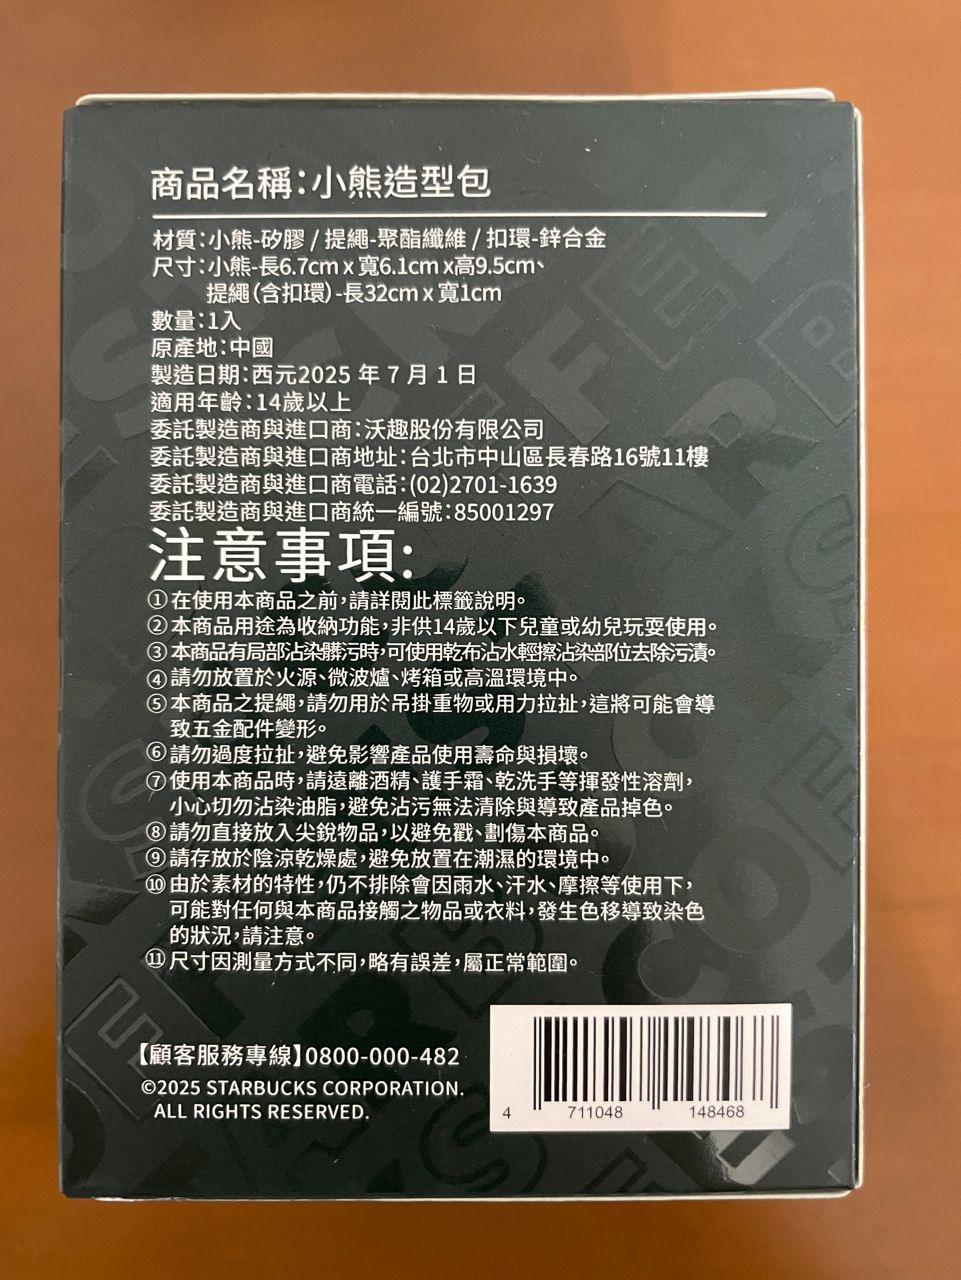 商品名稱:小熊造型包
材質:小熊-矽膠 / 提繩-聚酯纖維 / 扣環-鋅合金
尺寸:小熊-長6.7cm x 寬6.1cm x高9.5cm、
提繩(含扣環)-長32cm x 寬1cm
數量:1入
原產地:中國
製造日期:西元2025 年 7 月 1 日
適用年齡:14歲以上
委託製造商與進口商:沃趣股份有限公司
委託製造商與進口商地址:台北市中山區長春路16號11樓
委託製造商與進口商電話:(02)2701-1639
委託製造商與進口商統一編號:85001297
注意事項:
①在使用本商品之前,請詳閱此標籤說明。
②本商品用途為收納功能,非供14歲以下兒童或幼兒玩耍使用。
③本商品有局部沾染髒污時,可使用乾布沾水輕擦沾染部位去除污漬。
④請勿放置於火源、微波爐、烤箱或高溫環境中。
⑤本商品之提繩,請勿用於吊掛重物或用力拉扯,這將可能會導
致五金配件變形。
⑥請勿過度拉扯,避免影響產品使用壽命與損壞。
⑦使用本商品時,請遠離酒精、護手霜、乾洗手等揮發性溶劑,
小心切勿沾染油脂,避免沾污無法清除與導致產品掉色。
⑧請勿直接放入尖銳物品,以避免戳、劃傷本商品。
⑨請存放於陰涼乾燥處,避免放置在潮濕的環境中。
⑩由於素材的特性,仍不排除會因雨水、汗水、摩擦等使用下,
可能對任何與本商品接觸之物品或衣料,發生色移導致染色
的狀況,請注意。
⑪尺寸因測量方式不同,略有誤差,屬正常範圍。
【顧客服務專線】0800-000-482
©2025 STARBUCKS CORPORATION.
ALL RIGHTS RESERVED.
4 711048 148468